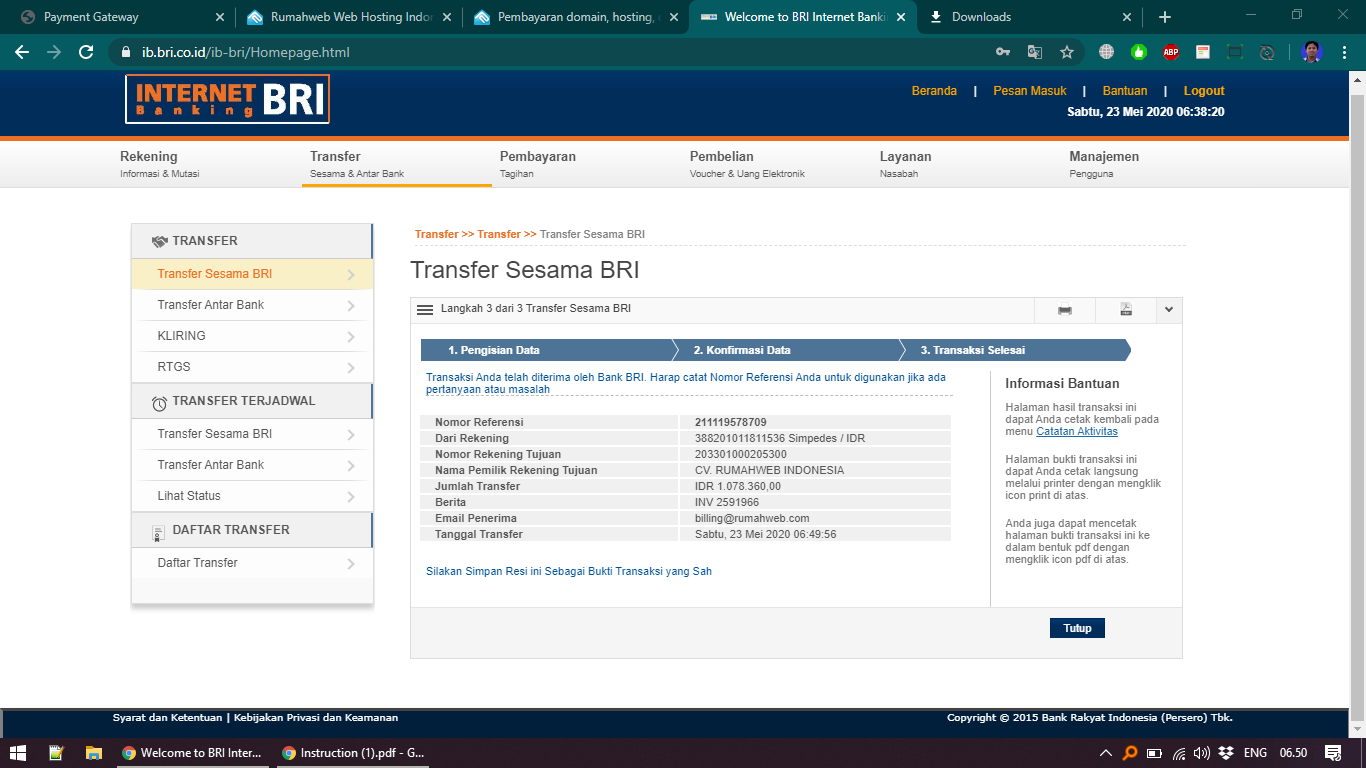 Payment Gateway
Rumahweb Web Hosting Indon
Pembayaran domain, hosting,
Welcome to BRI Internet Banki
Downloads
ib.bri.co.id/ib-bri/Homepage.html
ABP
INTERNET
Banking
BRI
Beranda | Pesan Masuk | Bantuan | Logout
Sabtu, 23 Mei 2020 06:38:20
Rekening
Informasi & Mutasi
Transfer
Sesama & Antar Bank
Pembayaran
Tagihan
Pembelian
Voucher & Uang Elektronik
Layanan
Nasabah
Manajemen
Pengguna
TRANSFER
Transfer Sesama BRI
Transfer Antar Bank
KLIRING
RTGS
TRANSFER TERJADWAL
Transfer Sesama BRI
Transfer Antar Bank
Lihat Status
DAFTAR TRANSFER
Daftar Transfer
Transfer >> Transfer >> Transfer Sesama BRI
Transfer Sesama BRI
Langkah 3 dari 3 Transfer Sesama BRI
1. Pengisian Data
2. Konfirmasi Data
3. Transaksi Selesai
Transaksi Anda telah diterima oleh Bank BRI. Harap catat Nomor Referensi Anda untuk digunakan jika ada
pertanyaan atau masalah
Nomor Referensi 211119578709
Dari Rekening 388201011811536 Simpedes / IDR
Nomor Rekening Tujuan 203301000205300
Nama Pemilik Rekening Tujuan CV. RUMAHWEB INDONESIA
Jumlah Transfer IDR 1.078.360,00
Berita INV 2591966
Email Penerima billing@rumahweb.com
Tanggal Transfer Sabtu, 23 Mei 2020 06:49:56
Silakan Simpan Resi ini Sebagai Bukti Transaksi yang Sah
Informasi Bantuan
Halaman hasil transaksi ini
dapat Anda cetak kembali pada
menu Catatan Aktivitas
Halaman bukti transaksi ini
dapat Anda cetak langsung
melalui printer dengan mengklik
icon print di atas.
Anda juga dapat mencetak
halaman bukti transaksi ini ke
dalam bentuk pdf dengan
mengklik icon pdf di atas.
Tutup
Syarat dan Ketentuan | Kebijakan Privasi dan Keamanan
Copyright © 2015 Bank Rakyat Indonesia (Persero) Tbk.
Welcome to BRI Inter...
Instruction (1).pdf - G...
ENG
06.50